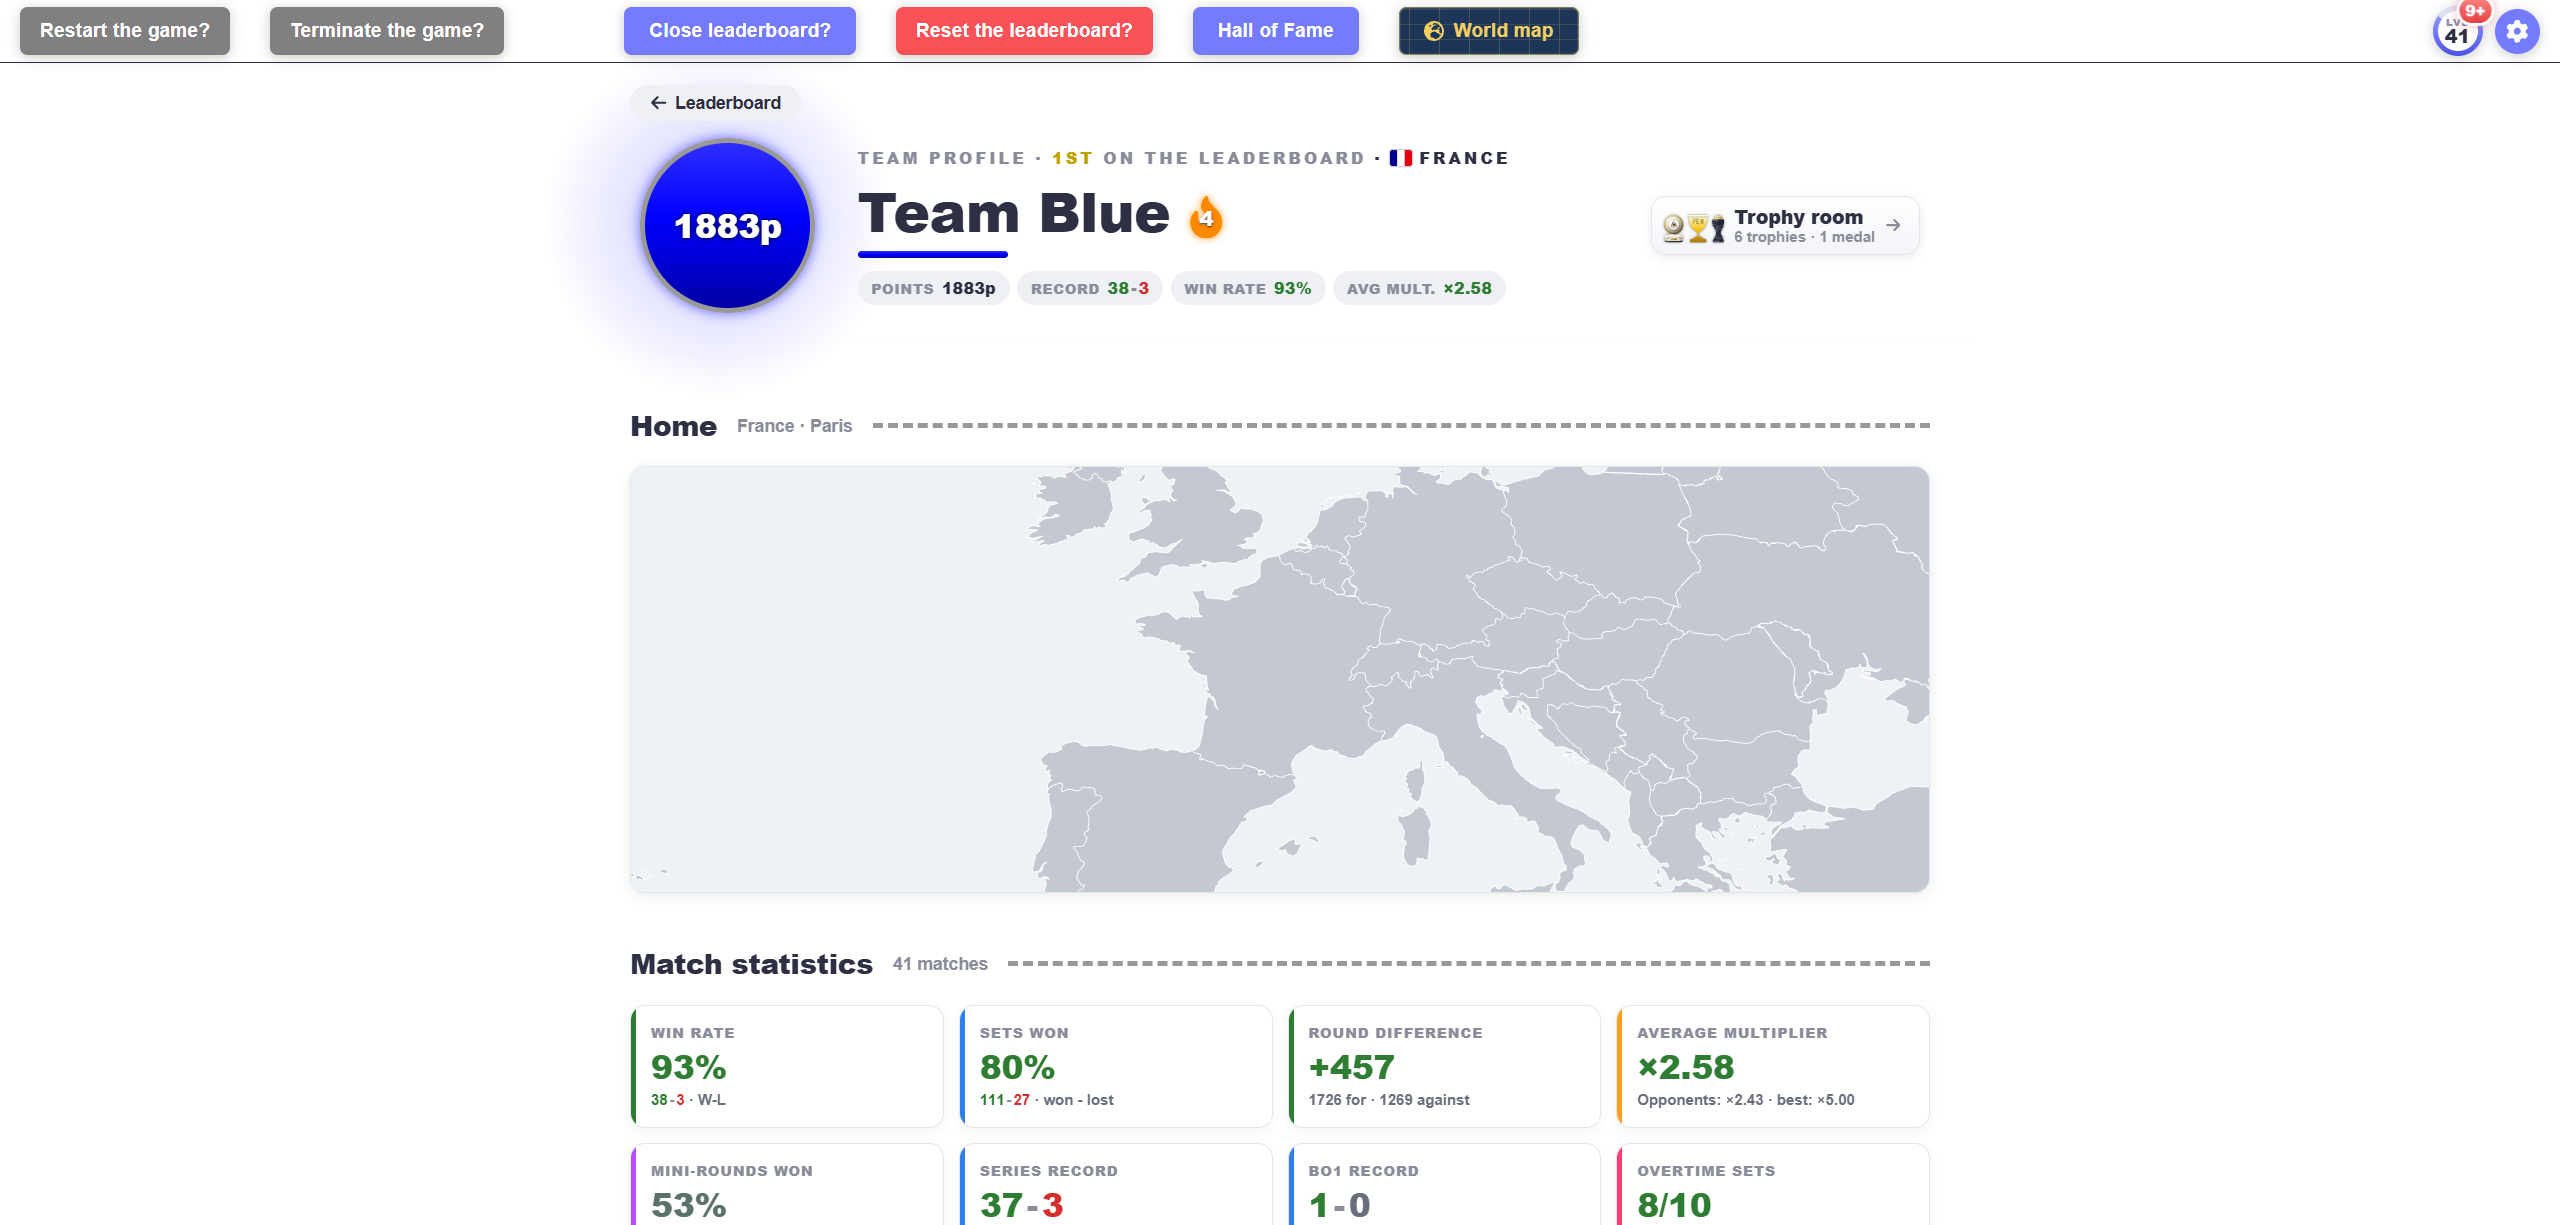 Restart the game?
Terminate the game?
Close leaderboard?
Reset the leaderboard?
Hall of Fame
World map
LVL
41
9+
← Leaderboard
1883p
TEAM PROFILE · 1ST ON THE LEADERBOARD · FRANCE
Team Blue 4
POINTS 1883p
RECORD 38-3
WIN RATE 93%
AVG MULT. ×2.58
Trophy room →
6 trophies · 1 medal
Home France · Paris
Match statistics 41 matches
WIN RATE
93%
38-3 · W-L
SETS WON
80%
111-27 · won - lost
ROUND DIFFERENCE
+457
1726 for · 1269 against
AVERAGE MULTIPLIER
×2.58
Opponents: ×2.43 · best: ×5.00
MINI-ROUNDS WON
53%
SERIES RECORD
37-3
BO1 RECORD
1-0
OVERTIME SETS
8/10